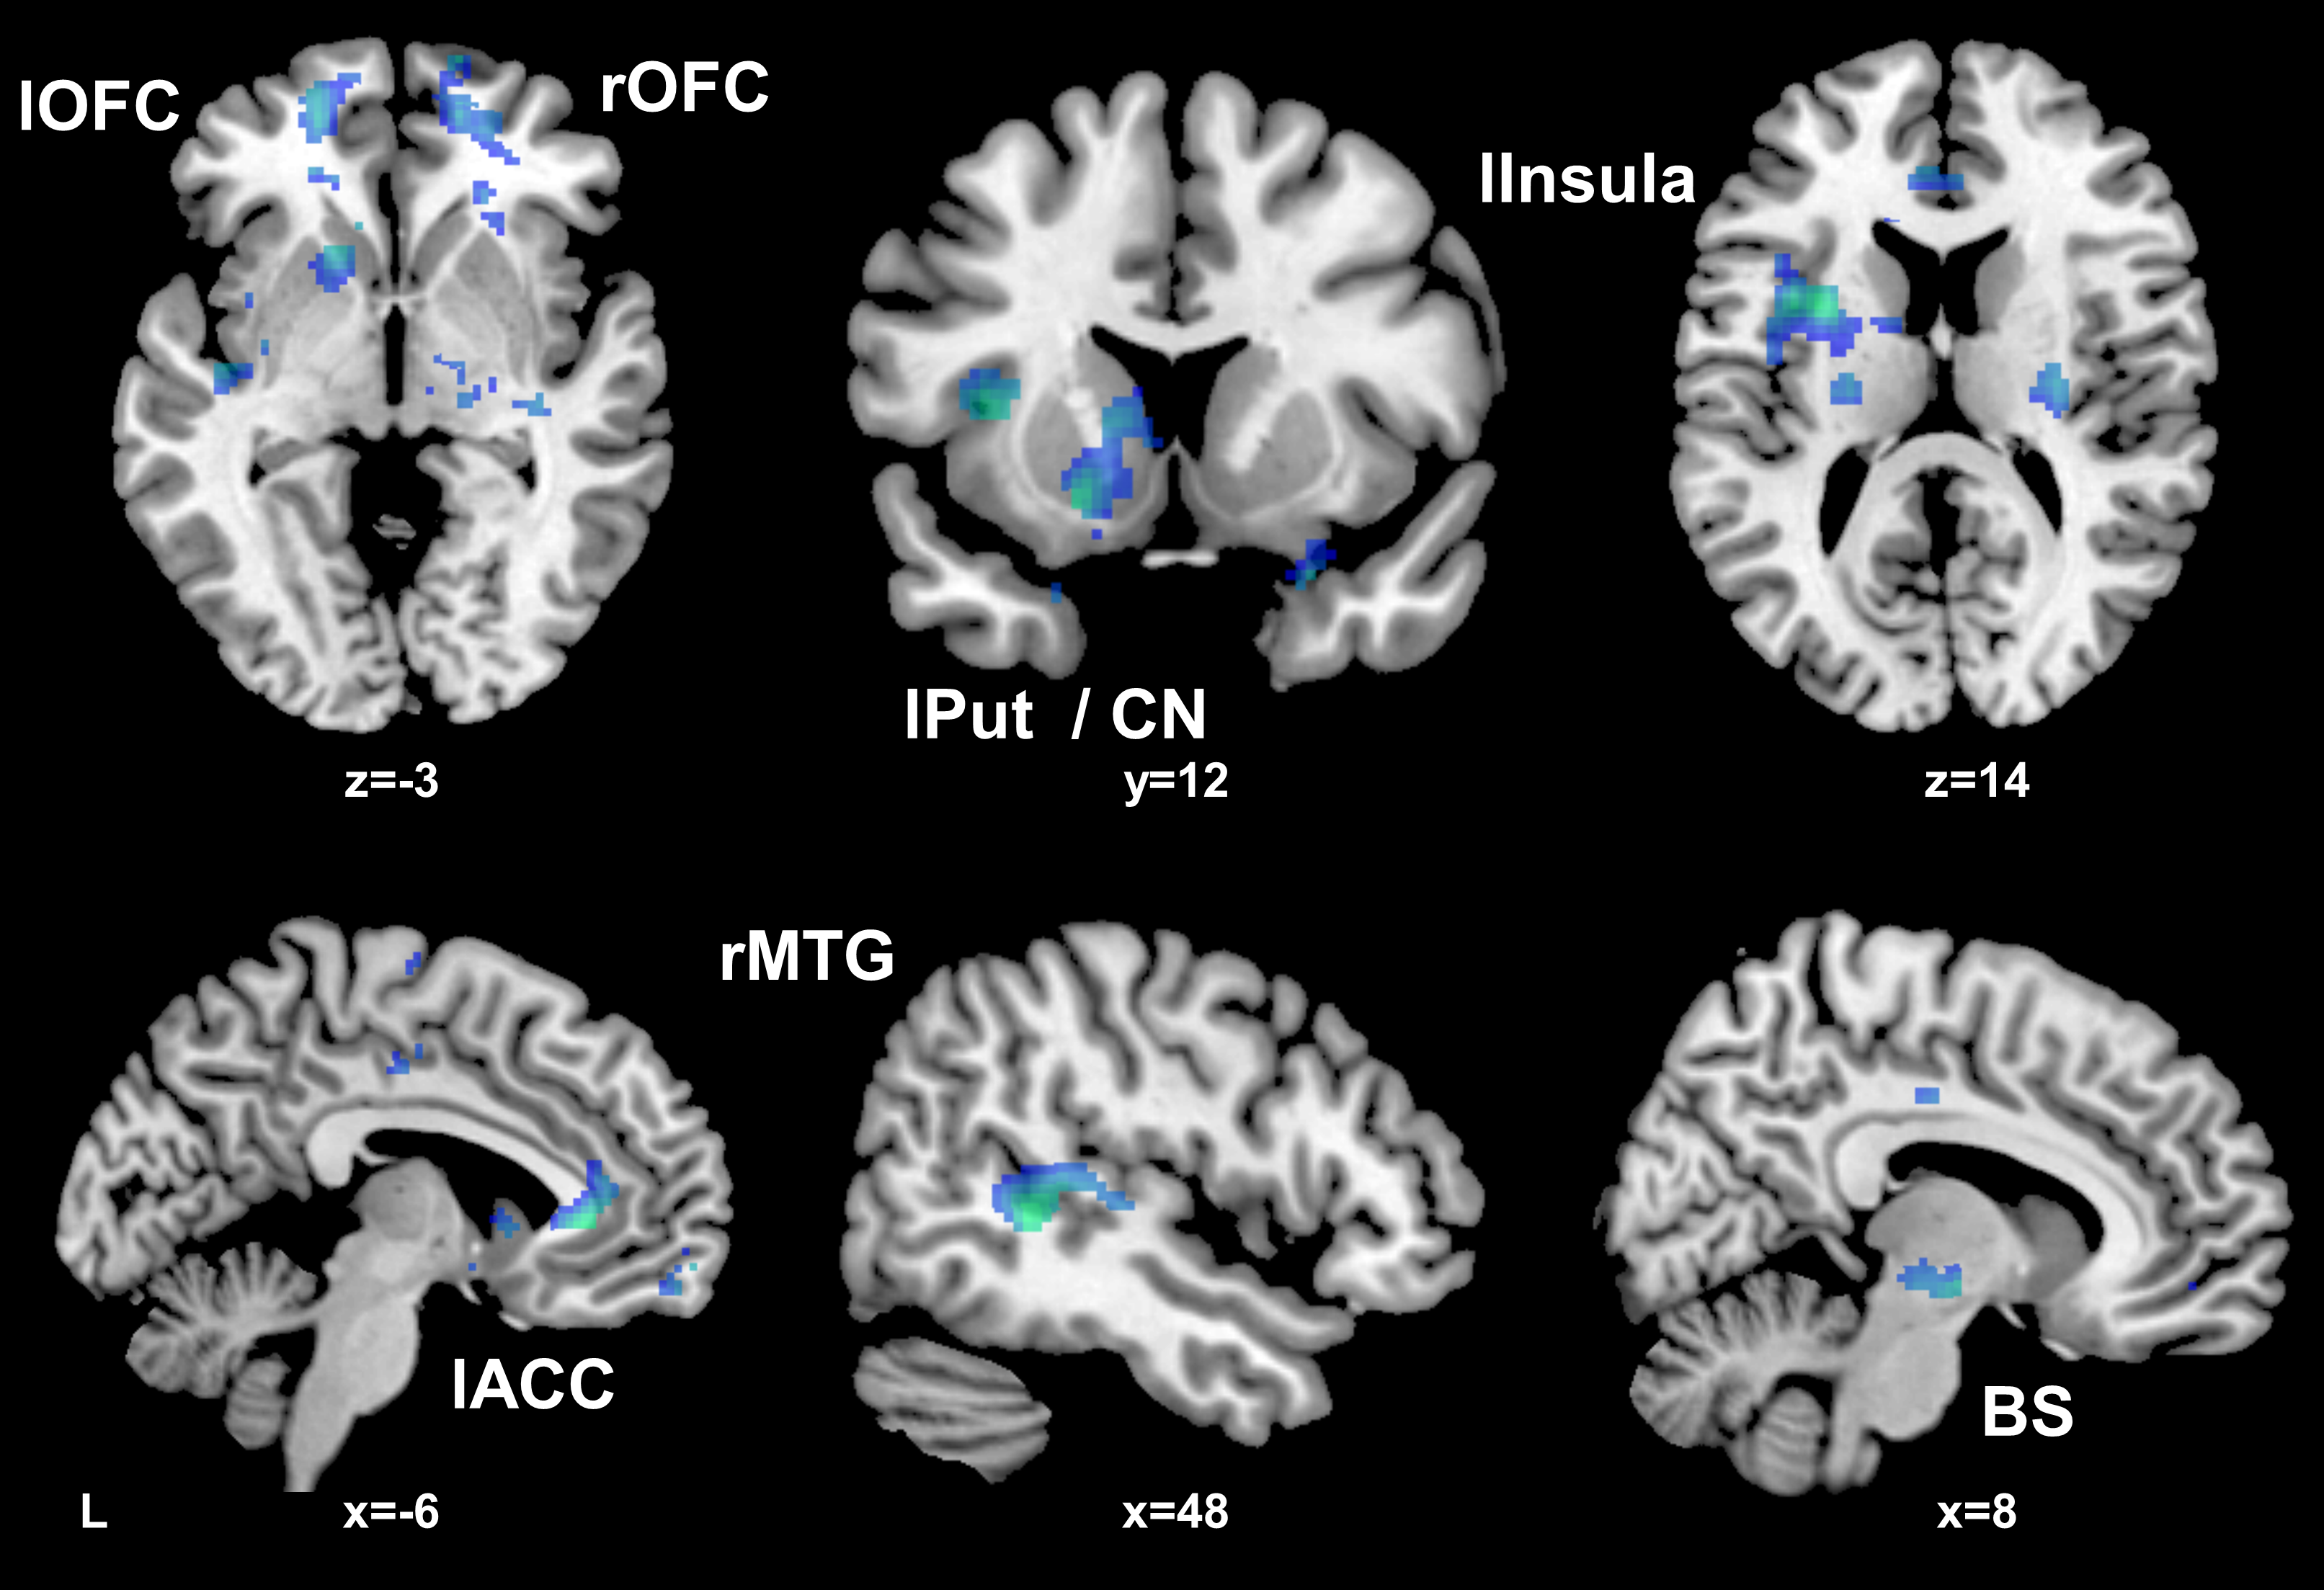 lOFC
rOFC
lInsula
lPut / CN
z=-3
y=12
z=14
rMTG
lACC
BS
L
x=-6
x=48
x=8